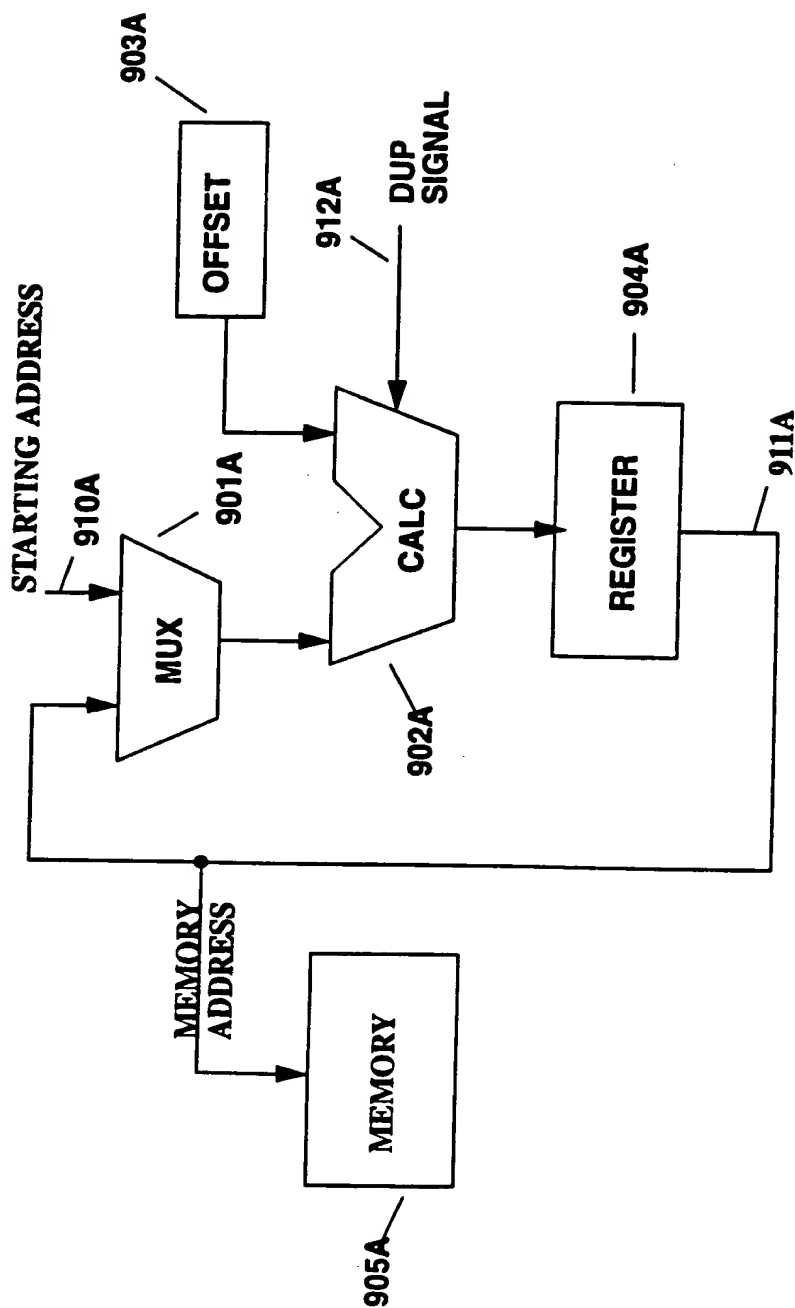 903A
STARTING ADDRESS
910A
OFFSET
901A
MUX
912A
DUP
SIGNAL
MEMORY
ADDRESS
CALC
902A
904A
MEMORY
905A
REGISTER
911A